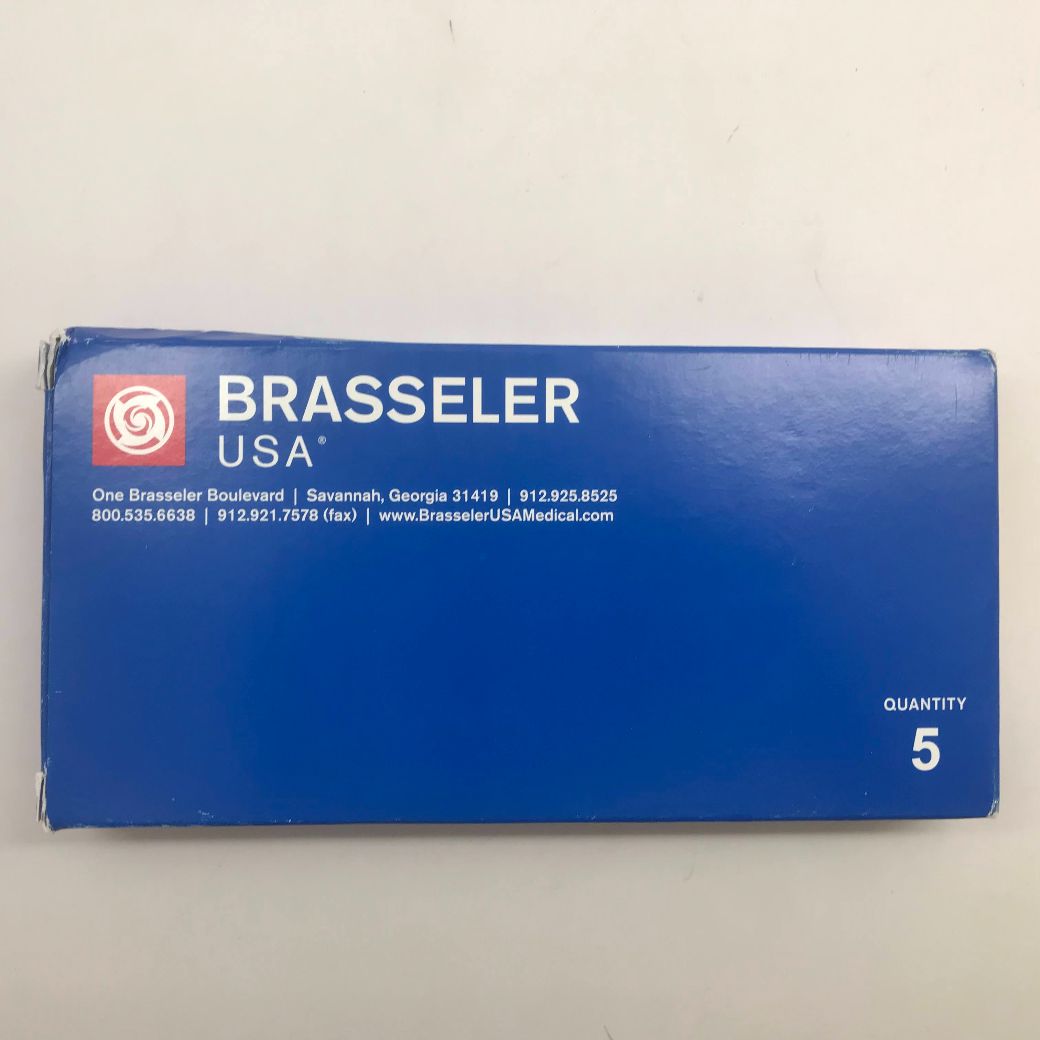 BRASSELER
USA®
One Brasseler Boulevard | Savannah, Georgia 31419 | 912.925.8525
800.535.6638 | 912.921.7578 (fax) | www.BrasselerUSAMedical.com
QUANTITY
5